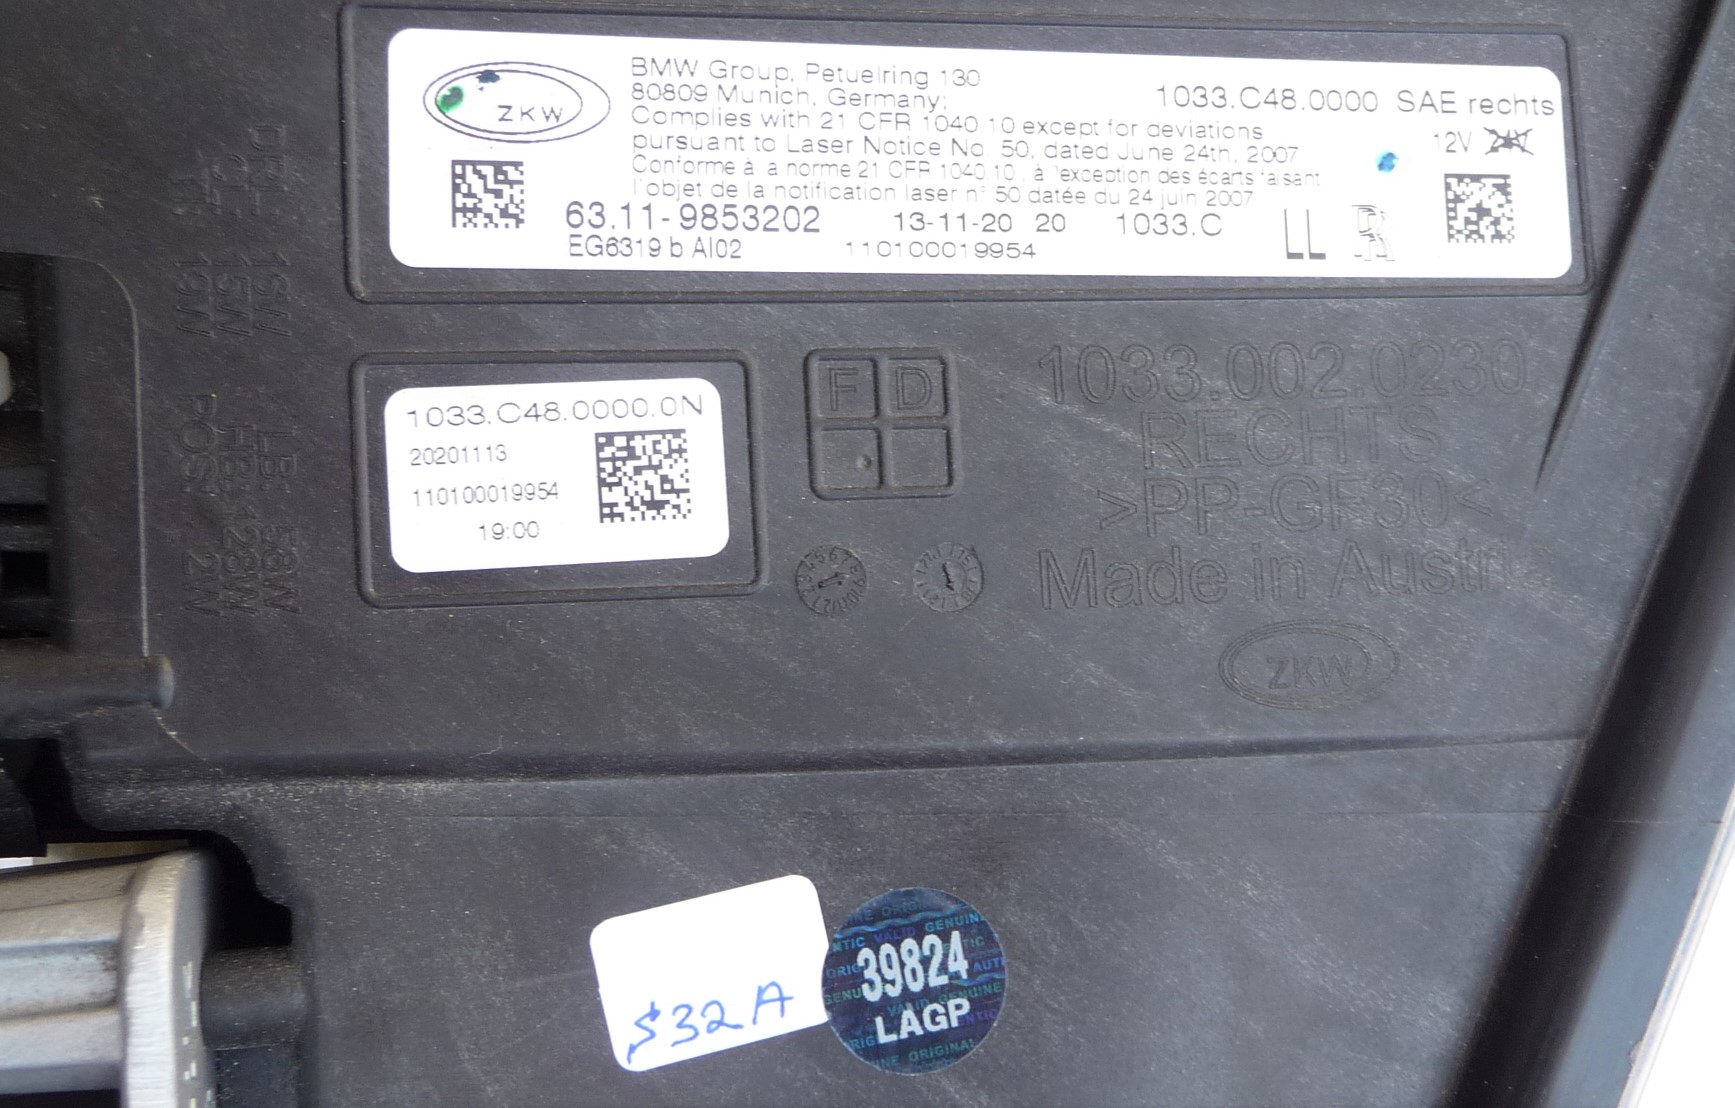 ZKW
BMW Group, Petuelring 130
80809 Munich, Germany;
Complies with 21 CFR 1040 10 except for deviations
pursuant to Laser Notice No. 50, dated June 24th, 2007
Conforme à a norme 21 CFR 1040.10, à 'exception des écarts faisant
l'objet de la notification laser n° 50 datée du 24 juin 2007
1033.C48.0000 SAE rechts
12V 24V
63.11-9853202 13-11-20 20 1033.C LL
EG6319 b AI02 110100019954
DRL: 16W LB: 58W
15W HB: 128W
19W POS: 2W
1033.C48.0000.0N
20201113
110100019954
19:00
F D
1033.002.0230
RECHTS
>PP-GF30<
Made in Austri
ZKW
$32A
39824
LAGP
GENUINE ORIGINAL